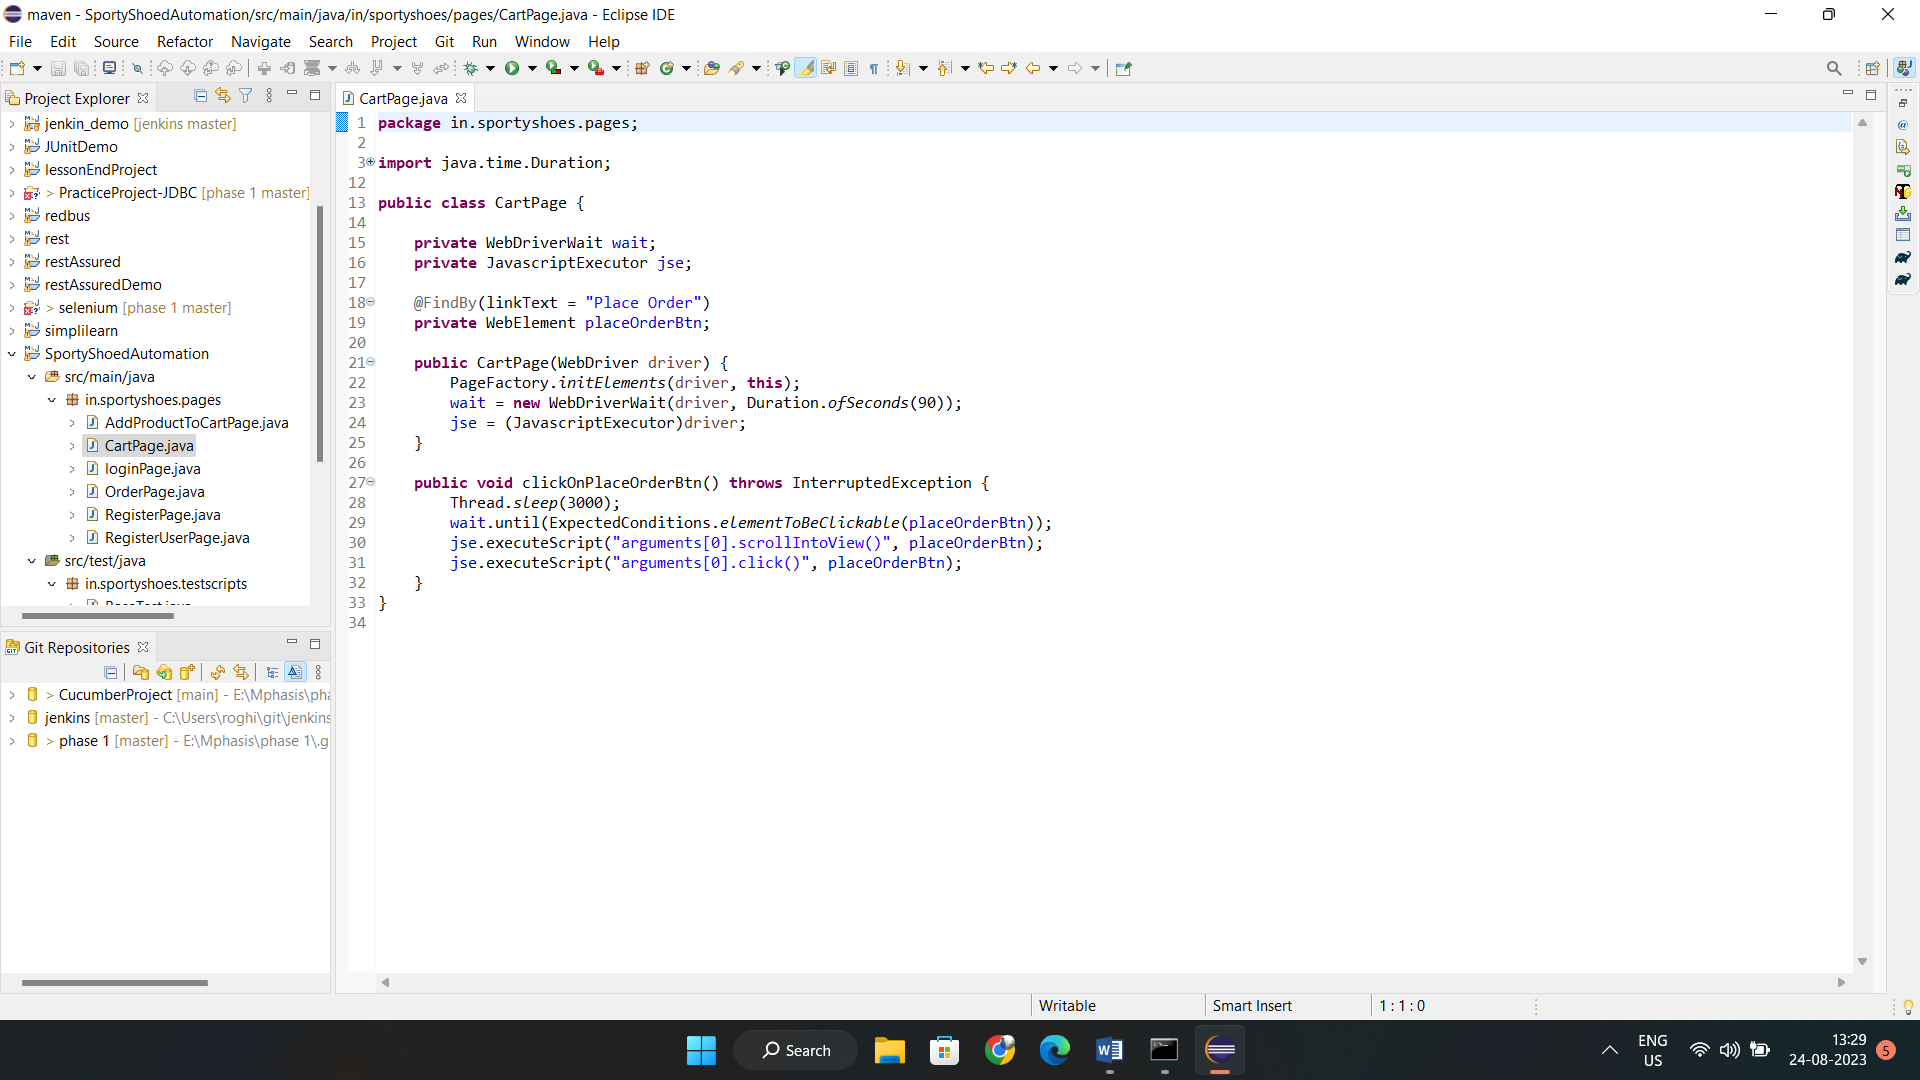 maven - SportyShoedAutomation/src/main/java/in/sportyshoes/pages/CartPage.java - Eclipse IDE
File Edit Source Refactor Navigate Search Project Git Run Window Help
Project Explorer
jenkin_demo [jenkins master]
JUnitDemo
lessonEndProject
> PracticeProject-JDBC [phase 1 master]
redbus
rest
restAssured
restAssuredDemo
> selenium [phase 1 master]
simplilearn
SportyShoedAutomation
src/main/java
in.sportyshoes.pages
AddProductToCartPage.java
CartPage.java
loginPage.java
OrderPage.java
RegisterPage.java
RegisterUserPage.java
src/test/java
in.sportyshoes.testscripts
Git Repositories
> CucumberProject [main] - E:\Mphasis\pha
jenkins [master] - C:\Users\roghi\git\jenkins
> phase 1 [master] - E:\Mphasis\phase 1\.g
CartPage.java
1 package in.sportyshoes.pages;
2
3 import java.time.Duration;
12
13 public class CartPage {
14
15 private WebDriverWait wait;
16 private JavascriptExecutor jse;
17
18 @FindBy(linkText = "Place Order")
19 private WebElement placeOrderBtn;
20
21 public CartPage(WebDriver driver) {
22 PageFactory.initElements(driver, this);
23 wait = new WebDriverWait(driver, Duration.ofSeconds(90));
24 jse = (JavascriptExecutor)driver;
25 }
26
27 public void clickOnPlaceOrderBtn() throws InterruptedException {
28 Thread.sleep(3000);
29 wait.until(ExpectedConditions.elementToBeClickable(placeOrderBtn));
30 jse.executeScript("arguments[0].scrollIntoView()", placeOrderBtn);
31 jse.executeScript("arguments[0].click()", placeOrderBtn);
32 }
33 }
34
Writable Smart Insert 1 : 1 : 0
Search
ENG
US
13:29
24-08-2023
5